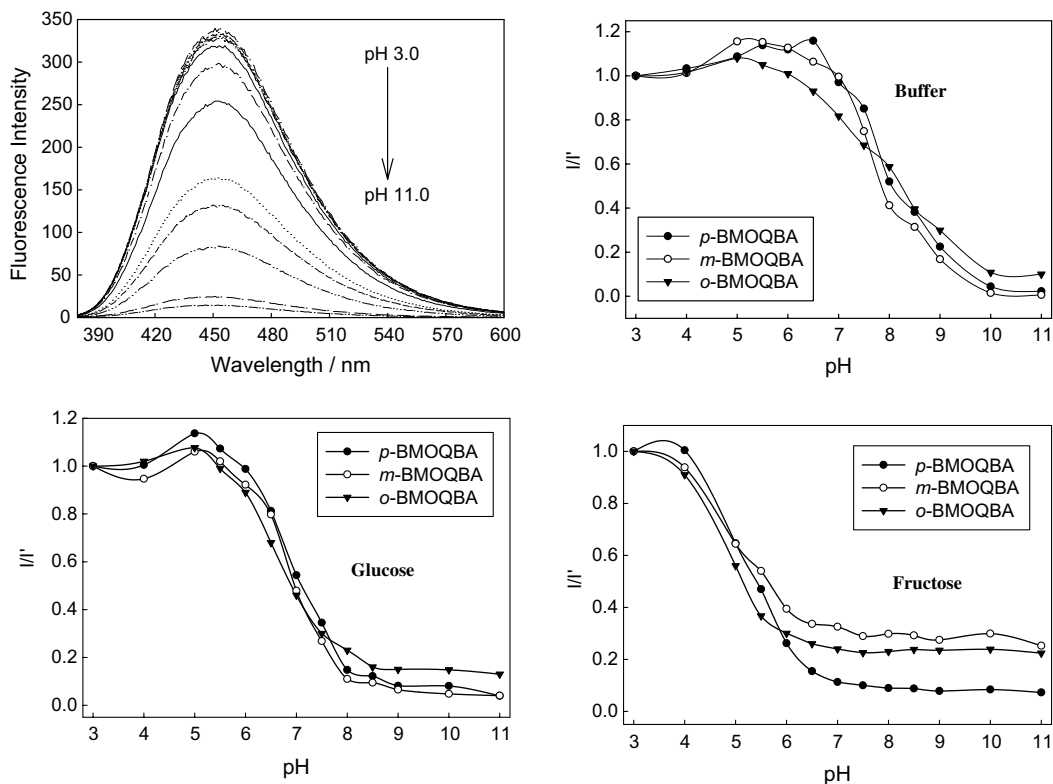 350
300
250
200
150
100
50
0
Fluorescence Intensity
pH 3.0
pH 11.0
390 420 450 480 510 540 570 600
Wavelength / nm
1.2
1.0
0.8
0.6
0.4
0.2
0.0
I/I'
Buffer
p-BMOQBA
m-BMOQBA
o-BMOQBA
3 4 5 6 7 8 9 10 11
pH
1.2
1.0
0.8
0.6
0.4
0.2
0.0
I/I'
p-BMOQBA
m-BMOQBA
o-BMOQBA
Glucose
3 4 5 6 7 8 9 10 11
pH
1.0
0.8
0.6
0.4
0.2
0.0
I/I'
p-BMOQBA
m-BMOQBA
o-BMOQBA
Fructose
3 4 5 6 7 8 9 10 11
pH